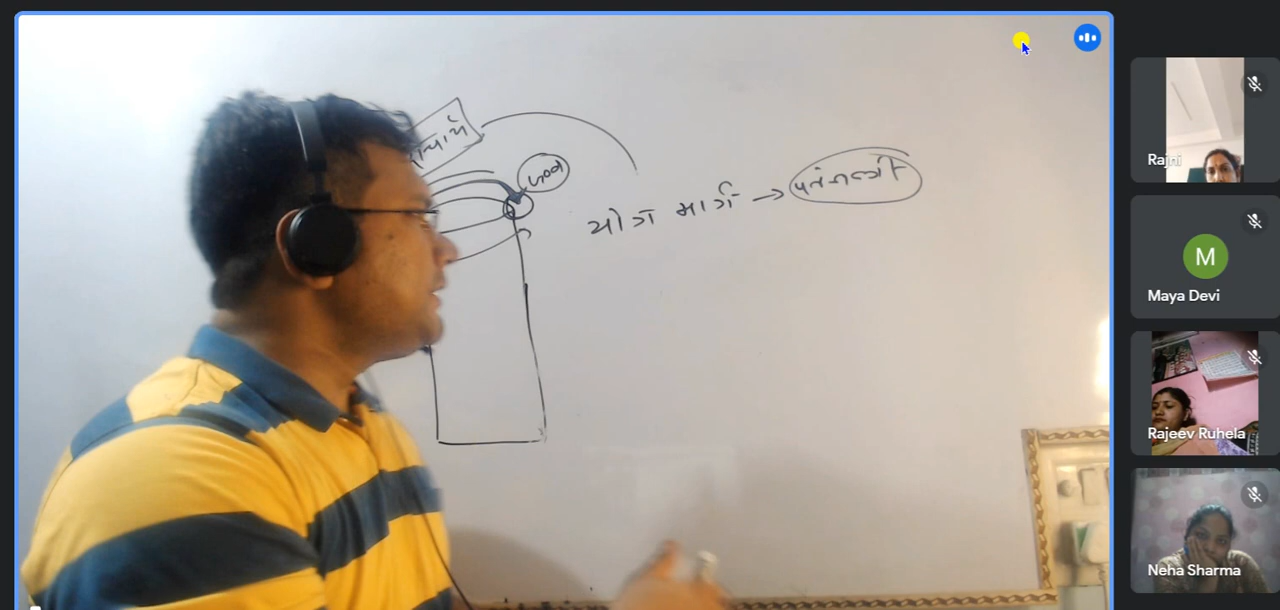 योग मार्ग → पतंजली
Rajni
M
Maya Devi
Rajeev Ruhela
Neha Sharma